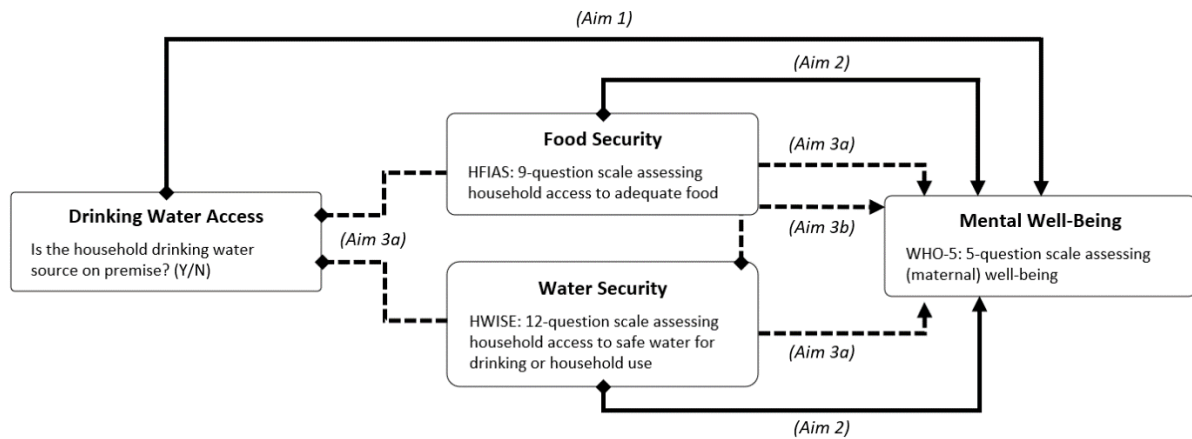 (Aim 1)
(Aim 2)
Food Security
HFIAS: 9-question scale assessing
household access to adequate food
(Aim 3a)
Drinking Water Access
Is the household drinking water
source on premise? (Y/N)
(Aim 3a)
(Aim 3b)
Mental Well-Being
WHO-5: 5-question scale assessing
(maternal) well-being
Water Security
HWISE: 12-question scale assessing
household access to safe water for
drinking or household use
(Aim 3a)
(Aim 2)